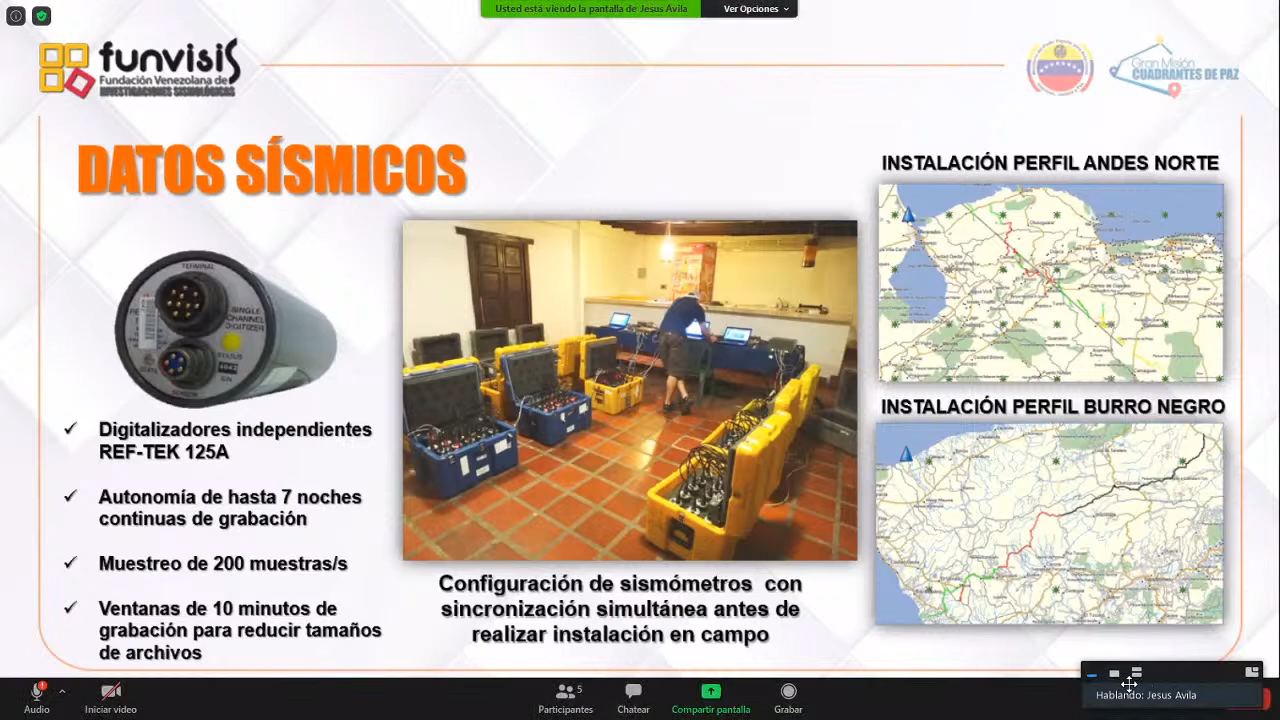 Usted está viendo la pantalla de Jesus Avila
Ver Opciones
funvisis
Fundación Venezolana de
INVESTIGACIONES SISMOLÓGICAS
Gran Misión
CUADRANTES DE PAZ
DATOS SÍSMICOS
INSTALACIÓN PERFIL ANDES NORTE
TERMINAL
SINGLE
CHANNEL
DIGITIZER
STATUS
INSTALACIÓN PERFIL BURRO NEGRO
✓ Digitalizadores independientes
REF-TEK 125A
✓ Autonomía de hasta 7 noches
continuas de grabación
✓ Muestreo de 200 muestras/s
✓ Ventanas de 10 minutos de
grabación para reducir tamaños
de archivos
Configuración de sismómetros con
sincronización simultánea antes de
realizar instalación en campo
Audio
Iniciar video
Participantes
5
Chatear
Compartir pantalla
Grabar
Hablando: Jesus Avila